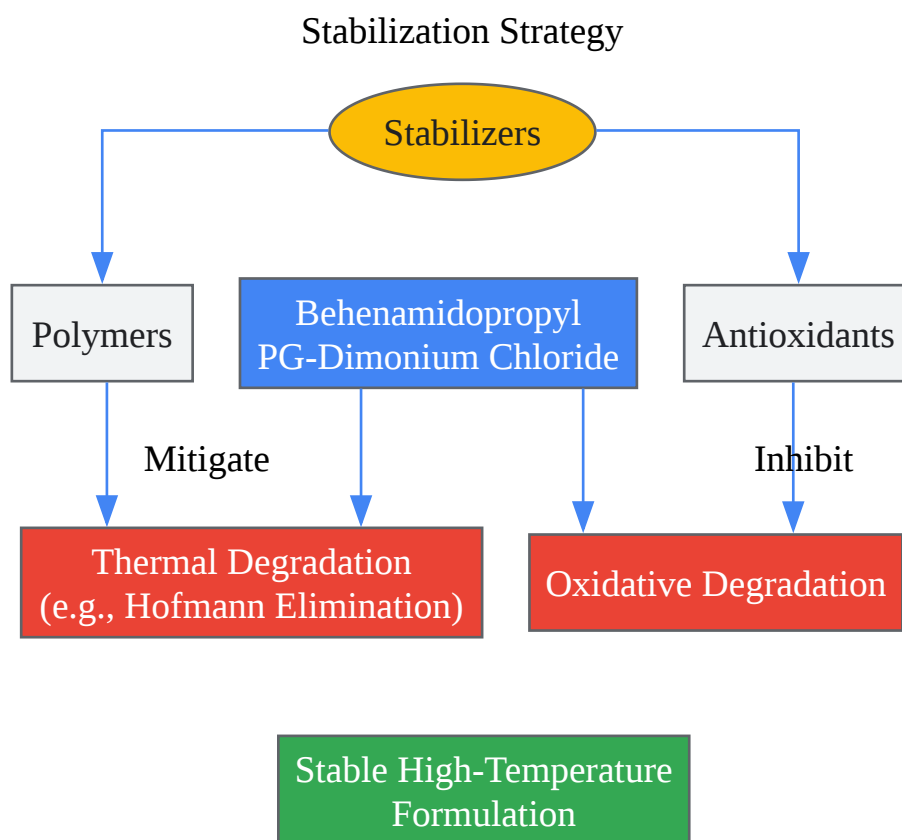 Stabilization Strategy
Stabilizers
Polymers
Behenamidopropyl
PG-Dimonium Chloride
Antioxidants
Mitigate
Inhibit
Thermal Degradation
(e.g., Hofmann Elimination)
Oxidative Degradation
Stable High-Temperature
Formulation